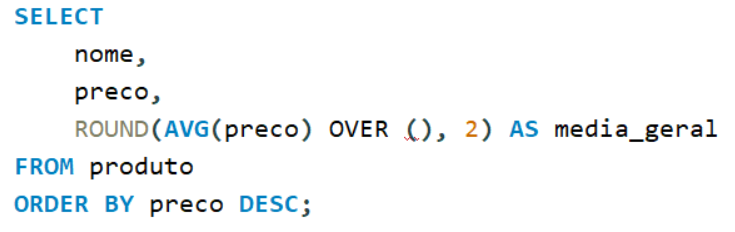 SELECT
    nome,
    preco,
    ROUND(AVG(preco) OVER (), 2) AS media_geral
FROM produto
ORDER BY preco DESC;